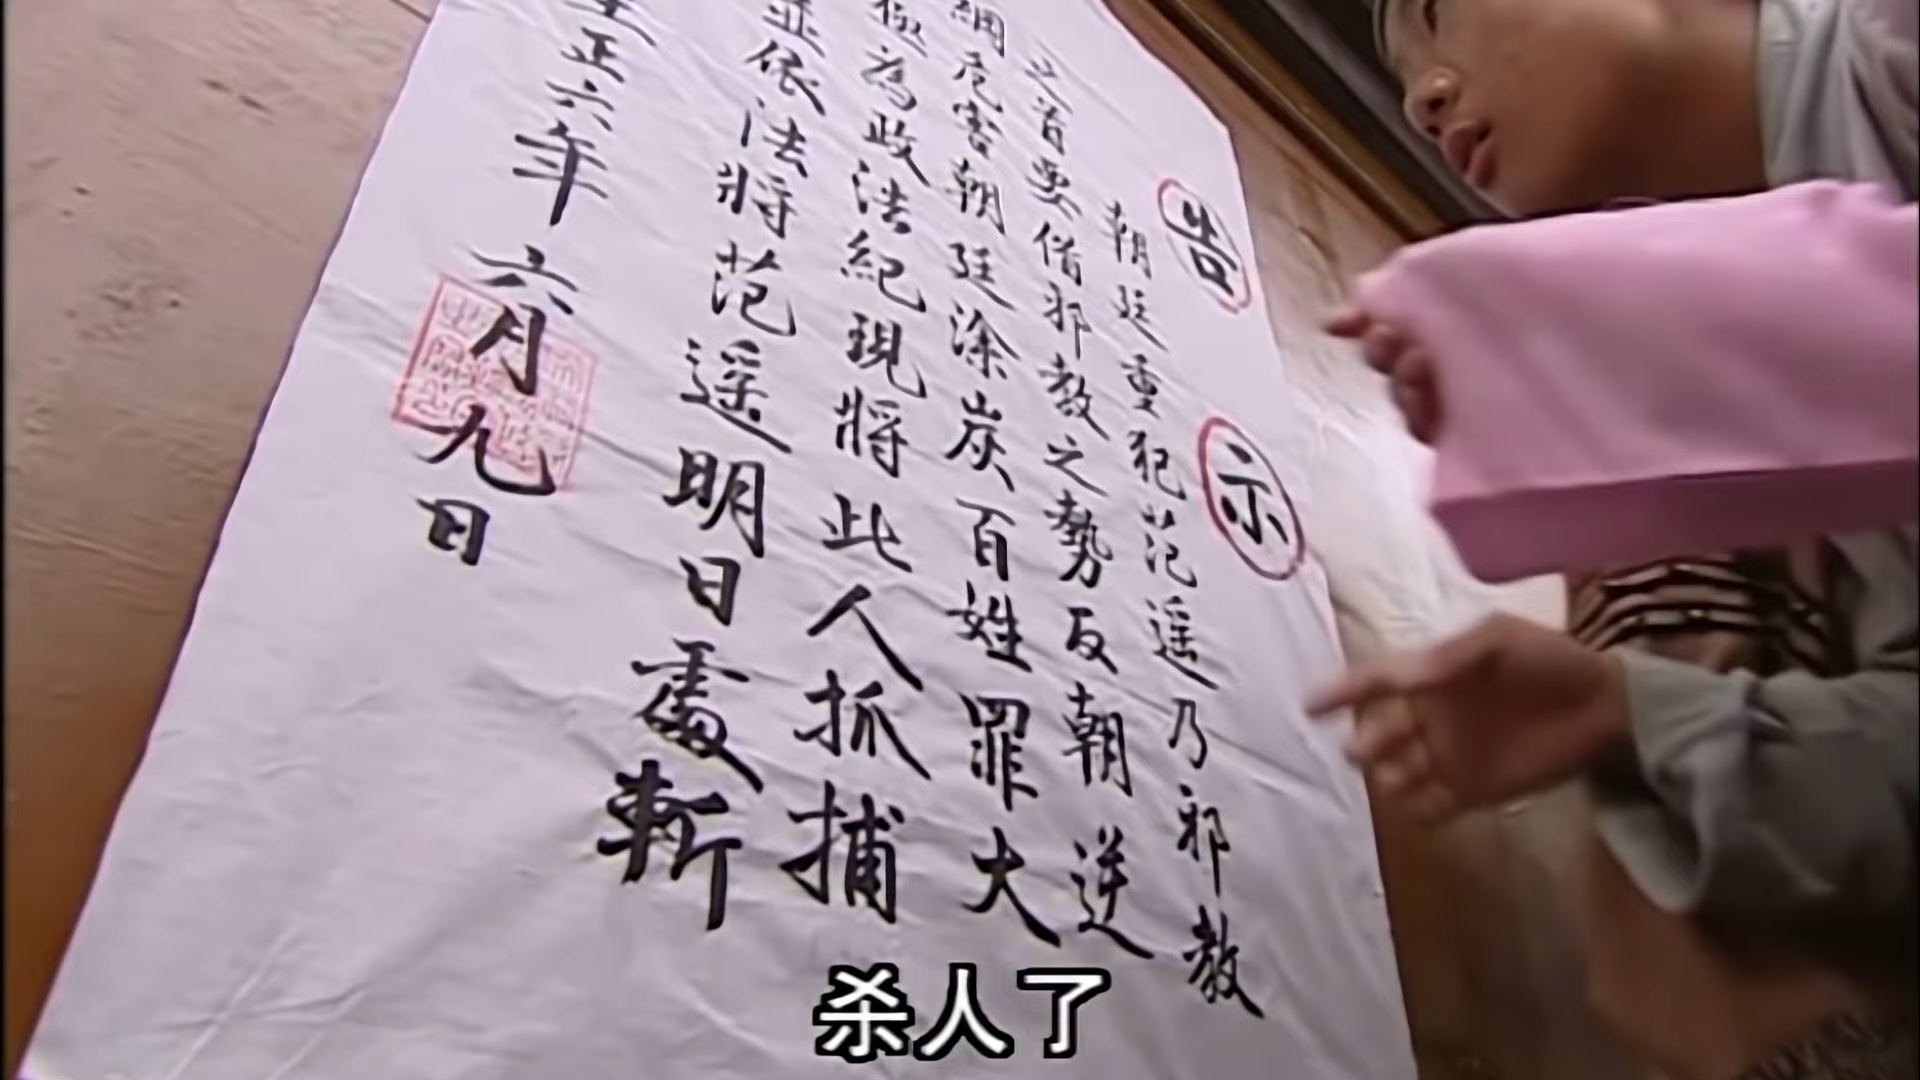 告示
朝廷重犯范遥乃邪教
之首要借邪教之勢反朝逆
綱危害朝廷涂炭百姓罪大
極為政法紀現將此人抓捕
並依法將范遥明日處斬
至正六年六月九日
杀人了